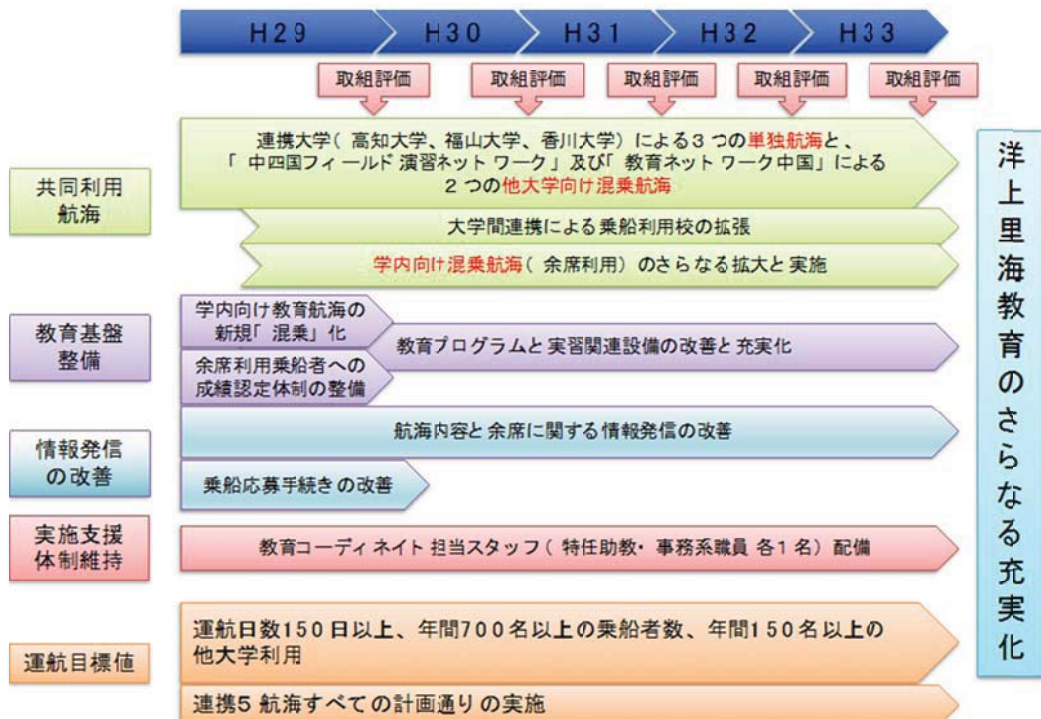 H29 H30 H31 H32 H33
取組評価 取組評価 取組評価 取組評価 取組評価
共同利用
航海
連携大学(高知大学、福山大学、香川大学)による3つの単独航海と、
「中四国フィールド演習ネットワーク」及び「教育ネットワーク中国」による
2つの他大学向け混乗航海
大学間連携による乗船利用校の拡張
学内向け混乗航海(余席利用)のさらなる拡大と実施
教育基盤
整備
学内向け教育航海の
新規「混乗」化
余席利用乗船者への
成績認定体制の整備
教育プログラムと実習関連設備の改善と充実化
情報発信
の改善
航海内容と余席に関する情報発信の改善
乗船応募手続きの改善
実施支援
体制維持
教育コーディネイト担当スタッフ(特任助教・事務系職員 各1名)配備
運航目標値
運航日数150日以上、年間700名以上の乗船者数、年間150名以上の
他大学利用
連携5航海すべての計画通りの実施
洋上里海教育のさらなる充実化